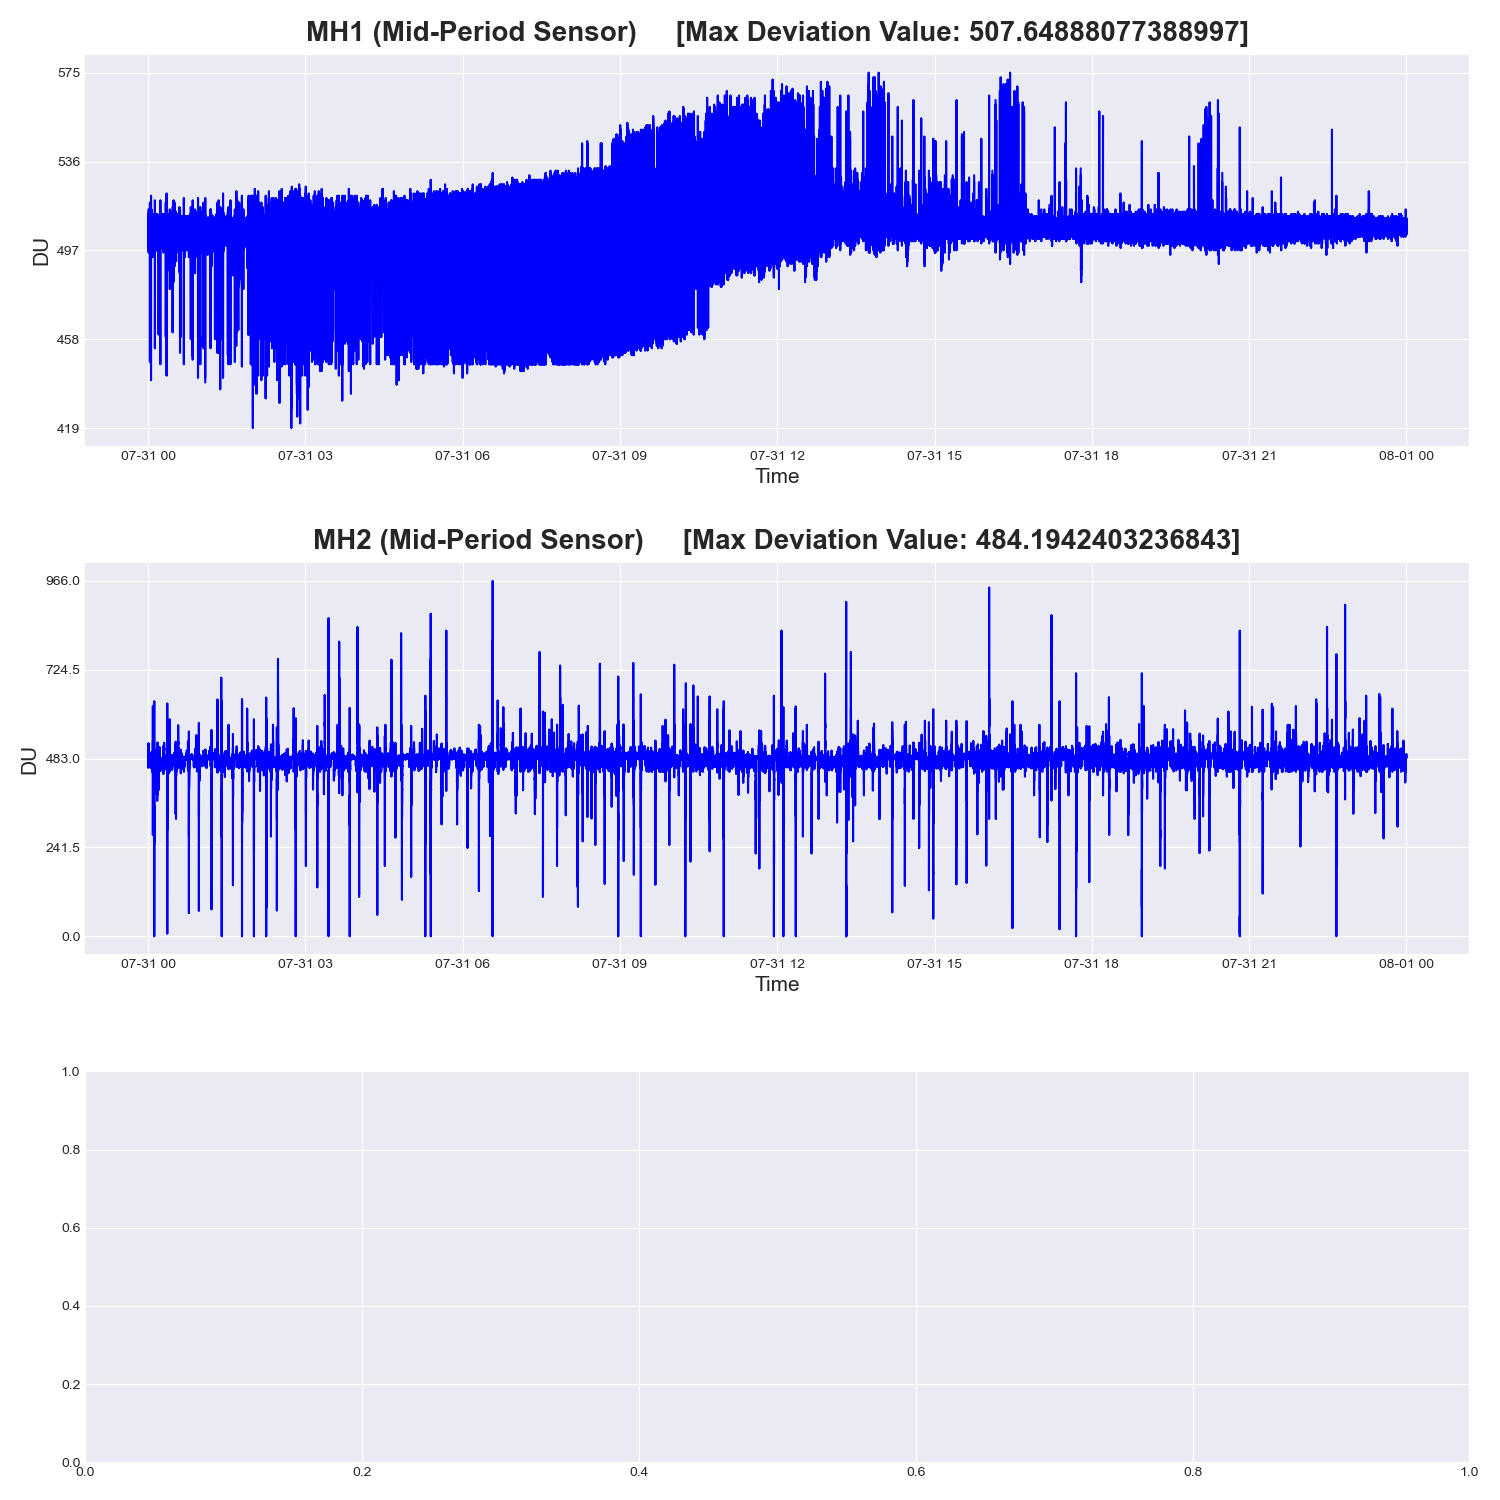 MH1 (Mid-Period Sensor) [Max Deviation Value: 507.64888077388997]
575
536
497
458
419
DU
07-31 00 07-31 03 07-31 06 07-31 09 07-31 12 07-31 15 07-31 18 07-31 21 08-01 00
Time
MH2 (Mid-Period Sensor) [Max Deviation Value: 484.1942403236843]
966.0
724.5
483.0
241.5
0.0
DU
07-31 00 07-31 03 07-31 06 07-31 09 07-31 12 07-31 15 07-31 18 07-31 21 08-01 00
Time
1.0
0.8
0.6
0.4
0.2
0.0
0.0 0.2 0.4 0.6 0.8 1.0